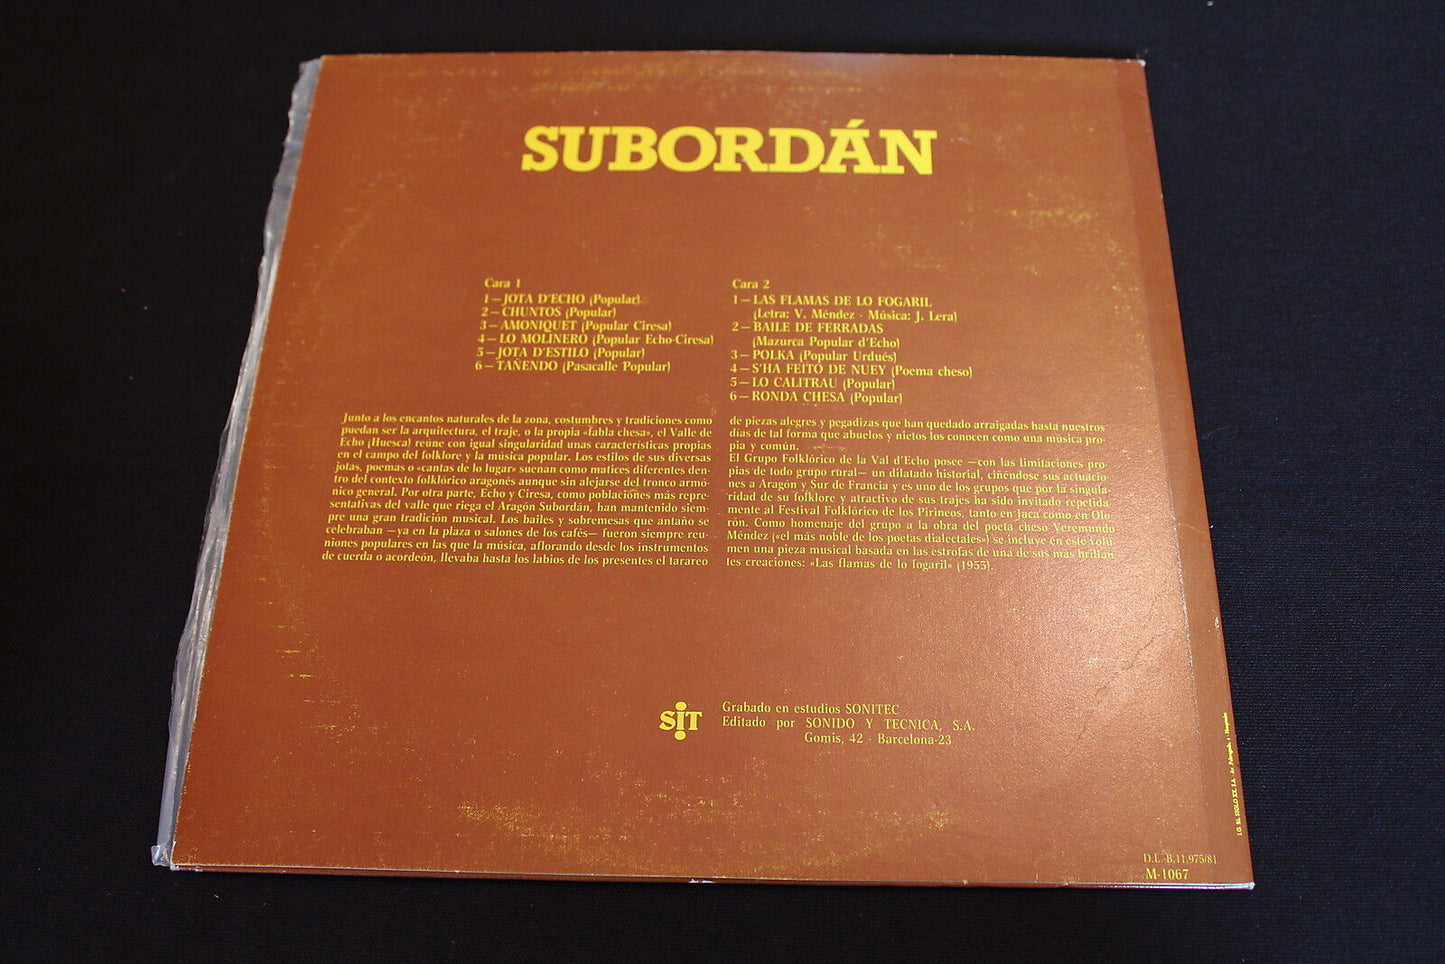 SUBORDÁN
Cara 1
1 – JOTA D'ECHO (Popular)
2 – CHUNTOS (Popular)
3 – AMONIQUET (Popular Ciresa)
4 – LO MOLINERO (Popular Echo-Ciresa)
5 – JOTA D'ESTILO (Popular)
6 – TAÑENDO (Pasacalle Popular)
Cara 2
1 – LAS FLAMAS DE LO FOGARIL
(Letra: V. Méndez - Música: J. Lera)
2 – BAILE DE FERRADAS
(Mazurca Popular d'Echo)
3 – POLKA (Popular Urdués)
4 – S'HA FEITO DE NUEY (Poema cheso)
5 – LO CALITRAU (Popular)
6 – RONDA CHESA (Popular)
Junto a los encantos naturales de la zona, costumbres y tradiciones como
puedan ser la arquitectura, el traje, o la propia «fabla chesa», el Valle de
Echo (Huesca) reúne con igual singularidad unas características propias
en el campo del folklore y la música popular. Los estilos de sus diversas
jotas, poemas o «cantas de lo lugar» suenan como matices diferentes den-
tro del contexto folklórico aragonés aunque sin alejarse del tronco armó-
nico general. Por otra parte, Echo y Ciresa, como poblaciones más repre-
sentativas del valle que riega el Aragón Subordán, han mantenido siem-
pre una gran tradición musical. Los bailes y sobremesas que antaño se
celebraban —ya en la plaza o salones de los cafés— fueron siempre reu-
niones populares en las que la música, aflorando desde los instrumentos
de cuerda o acordeón, llevaba hasta los labios de los presentes el tarareo
de piezas alegres y pegadizas que han quedado arraigadas hasta nuestros
días de tal forma que abuelos y nietos los conocen como una música pro-
pia y común.
El Grupo Folklórico de la Val d'Echo posee —con las limitaciones pro-
pias de todo grupo rural— un dilatado historial, ciñéndose sus actuacio-
nes a Aragón y Sur de Francia y es uno de los grupos que por la singula-
ridad de su folklore y atractivo de sus trajes ha sido invitado repetida-
mente al Festival Folklórico de los Pirineos, tanto en Jaca como en Olo-
rón. Como homenaje del grupo a la obra del poeta cheso Veremundo
Méndez («el más noble de los poetas dialectales») se incluye en este volu-
men una pieza musical basada en las estrofas de una de sus más brillan-
tes creaciones: «Las flamas de lo fogaril» (1955).
SIT
Grabado en estudios SONITEC
Editado por SONIDO Y TECNICA, S.A.
Gomis, 42 - Barcelona-23
I.G. EL SIGLO XX, S.A.
D.L. B.11.975/81
M-1067